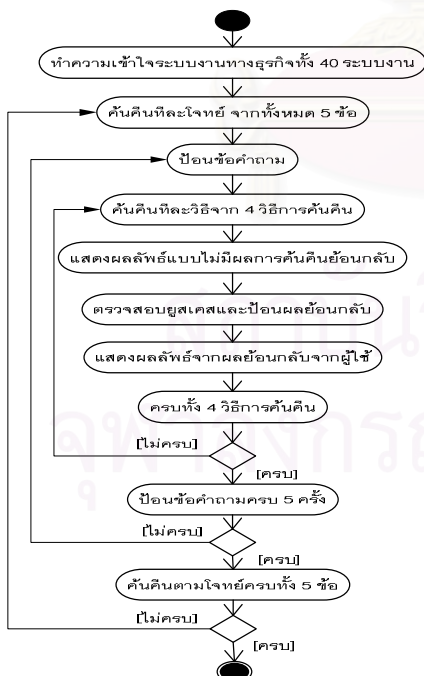 ทำความเข้าใจระบบงานทางธุรกิจทั้ง 40 ระบบงาน
ค้นคืนทีละโจทย์ จากทั้งหมด 5 ข้อ
ป้อนข้อคำถาม
ค้นคืนทีละวิธีจาก 4 วิธีการค้นคืน
แสดงผลลัพธ์แบบไม่มีผลการค้นคืนย้อนกลับ
ตรวจสอบยูสเคสและป้อนผลย้อนกลับ
แสดงผลลัพธ์จากผลย้อนกลับจากผู้ใช้
ครบทั้ง 4 วิธีการค้นคืน
[ไม่ครบ]
[ครบ]
ป้อนข้อคำถามครบ 5 ครั้ง
[ไม่ครบ]
[ครบ]
ค้นคืนตามโจทย์ครบทั้ง 5 ข้อ
[ไม่ครบ]
[ครบ]